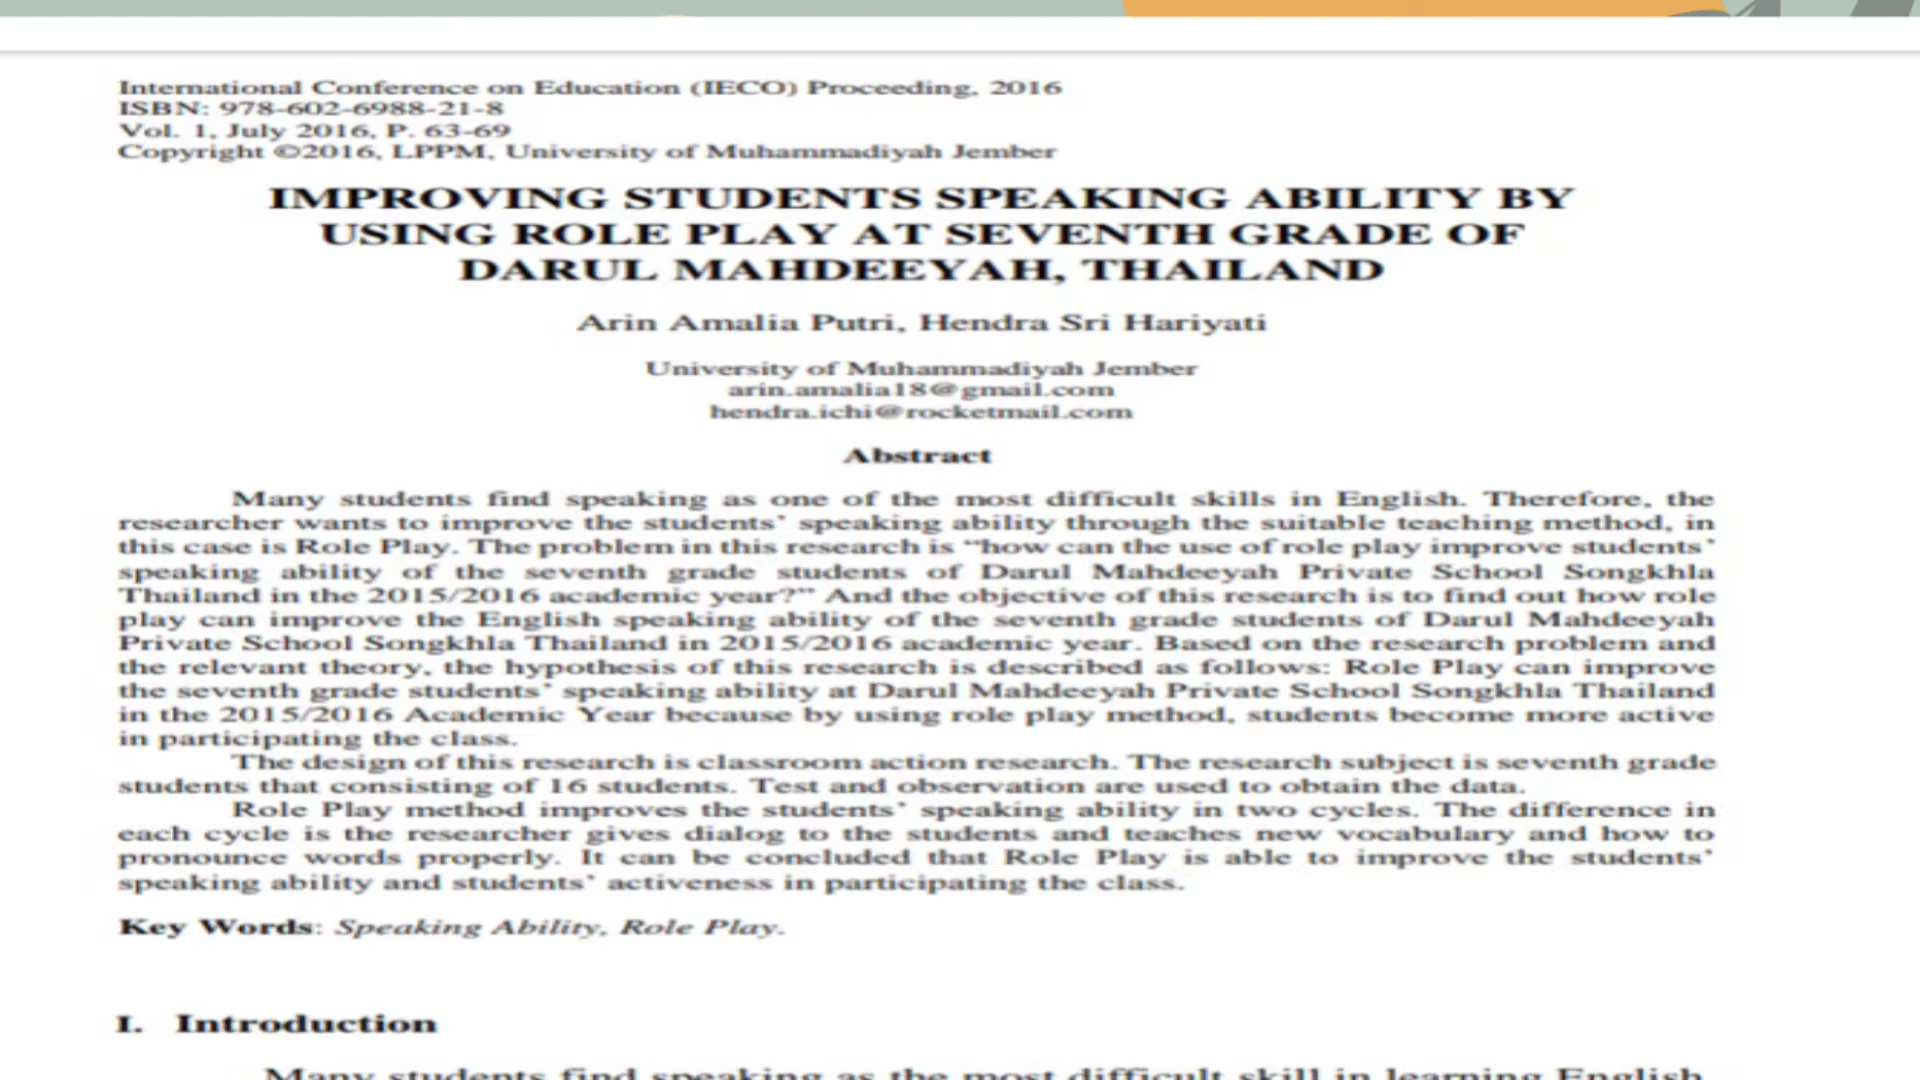 International Conference on Education (IECO) Proceeding, 2016
ISBN: 978-602-6988-21-8
Vol. 1, July 2016, P. 63-69
Copyright ©2016, LPPM, University of Muhammadiyah Jember
IMPROVING STUDENTS SPEAKING ABILITY BY
USING ROLE PLAY AT SEVENTH GRADE OF
DARUL MAHDEEYAH, THAILAND
Arin Amalia Putri, Hendra Sri Hariyati
University of Muhammadiyah Jember
arin.amalia18@gmail.com
hendra.ichi@rocketmail.com
Abstract
Many students find speaking as one of the most difficult skills in English. Therefore, the
researcher wants to improve the students’ speaking ability through the suitable teaching method, in
this case is Role Play. The problem in this research is “how can the use of role play improve students’
speaking ability of the seventh grade students of Darul Mahdeeyah Private School Songkhla
Thailand in the 2015/2016 academic year?” And the objective of this research is to find out how role
play can improve the English speaking ability of the seventh grade students of Darul Mahdeeyah
Private School Songkhla Thailand in 2015/2016 academic year. Based on the research problem and
the relevant theory, the hypothesis of this research is described as follows: Role Play can improve
the seventh grade students’ speaking ability at Darul Mahdeeyah Private School Songkhla Thailand
in the 2015/2016 Academic Year because by using role play method, students become more active
in participating the class.
The design of this research is classroom action research. The research subject is seventh grade
students that consisting of 16 students. Test and observation are used to obtain the data.
Role Play method improves the students’ speaking ability in two cycles. The difference in
each cycle is the researcher gives dialog to the students and teaches new vocabulary and how to
pronounce words properly. It can be concluded that Role Play is able to improve the students’
speaking ability and students’ activeness in participating the class.
Key Words: Speaking Ability, Role Play.
I. Introduction
Many students find speaking as the most difficult skill in learning English